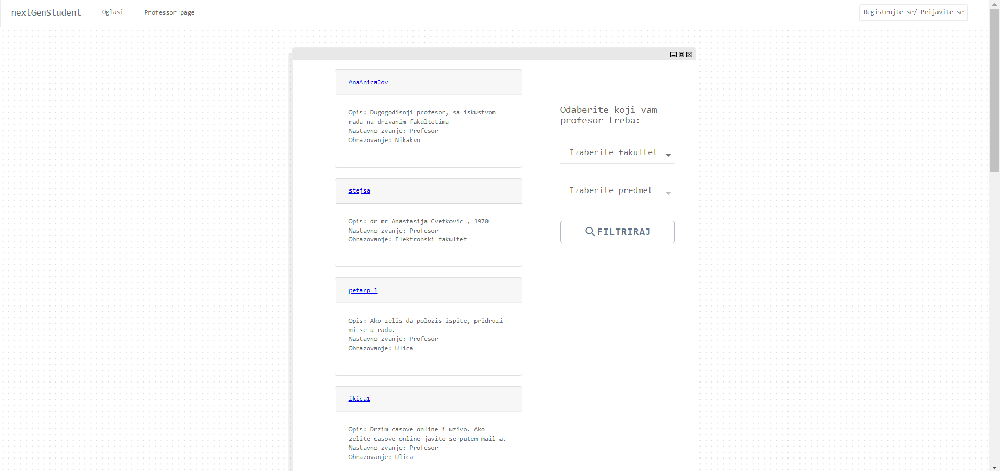 nextGenStudent
Oglasi
Professor page
Registrujte se/ Prijavite se
AnaAnicaJov
Opis: Dugogodisnji profesor, sa iskustvom
rada na drzvanim fakultetima
Nastavno zvanje: Profesor
Obrazovanje: Nikakvo
stejsa
Opis: dr mr Anastasija Cvetkovic , 1970
Nastavno zvanje: Profesor
Obrazovanje: Elektronski fakultet
petarp_1
Opis: Ako zelis da polozis ispite, pridruzi
mi se u radu.
Nastavno zvanje: Profesor
Obrazovanje: Ulica
ikica1
Opis: Drzim casove online i uzivo. Ako
zelite casove online javite se putem mail-a.
Nastavno zvanje: Profesor
Obrazovanje: Ulica
Odaberite koji vam
profesor treba:
Izaberite fakultet
Izaberite predmet
FILTRIRAJ